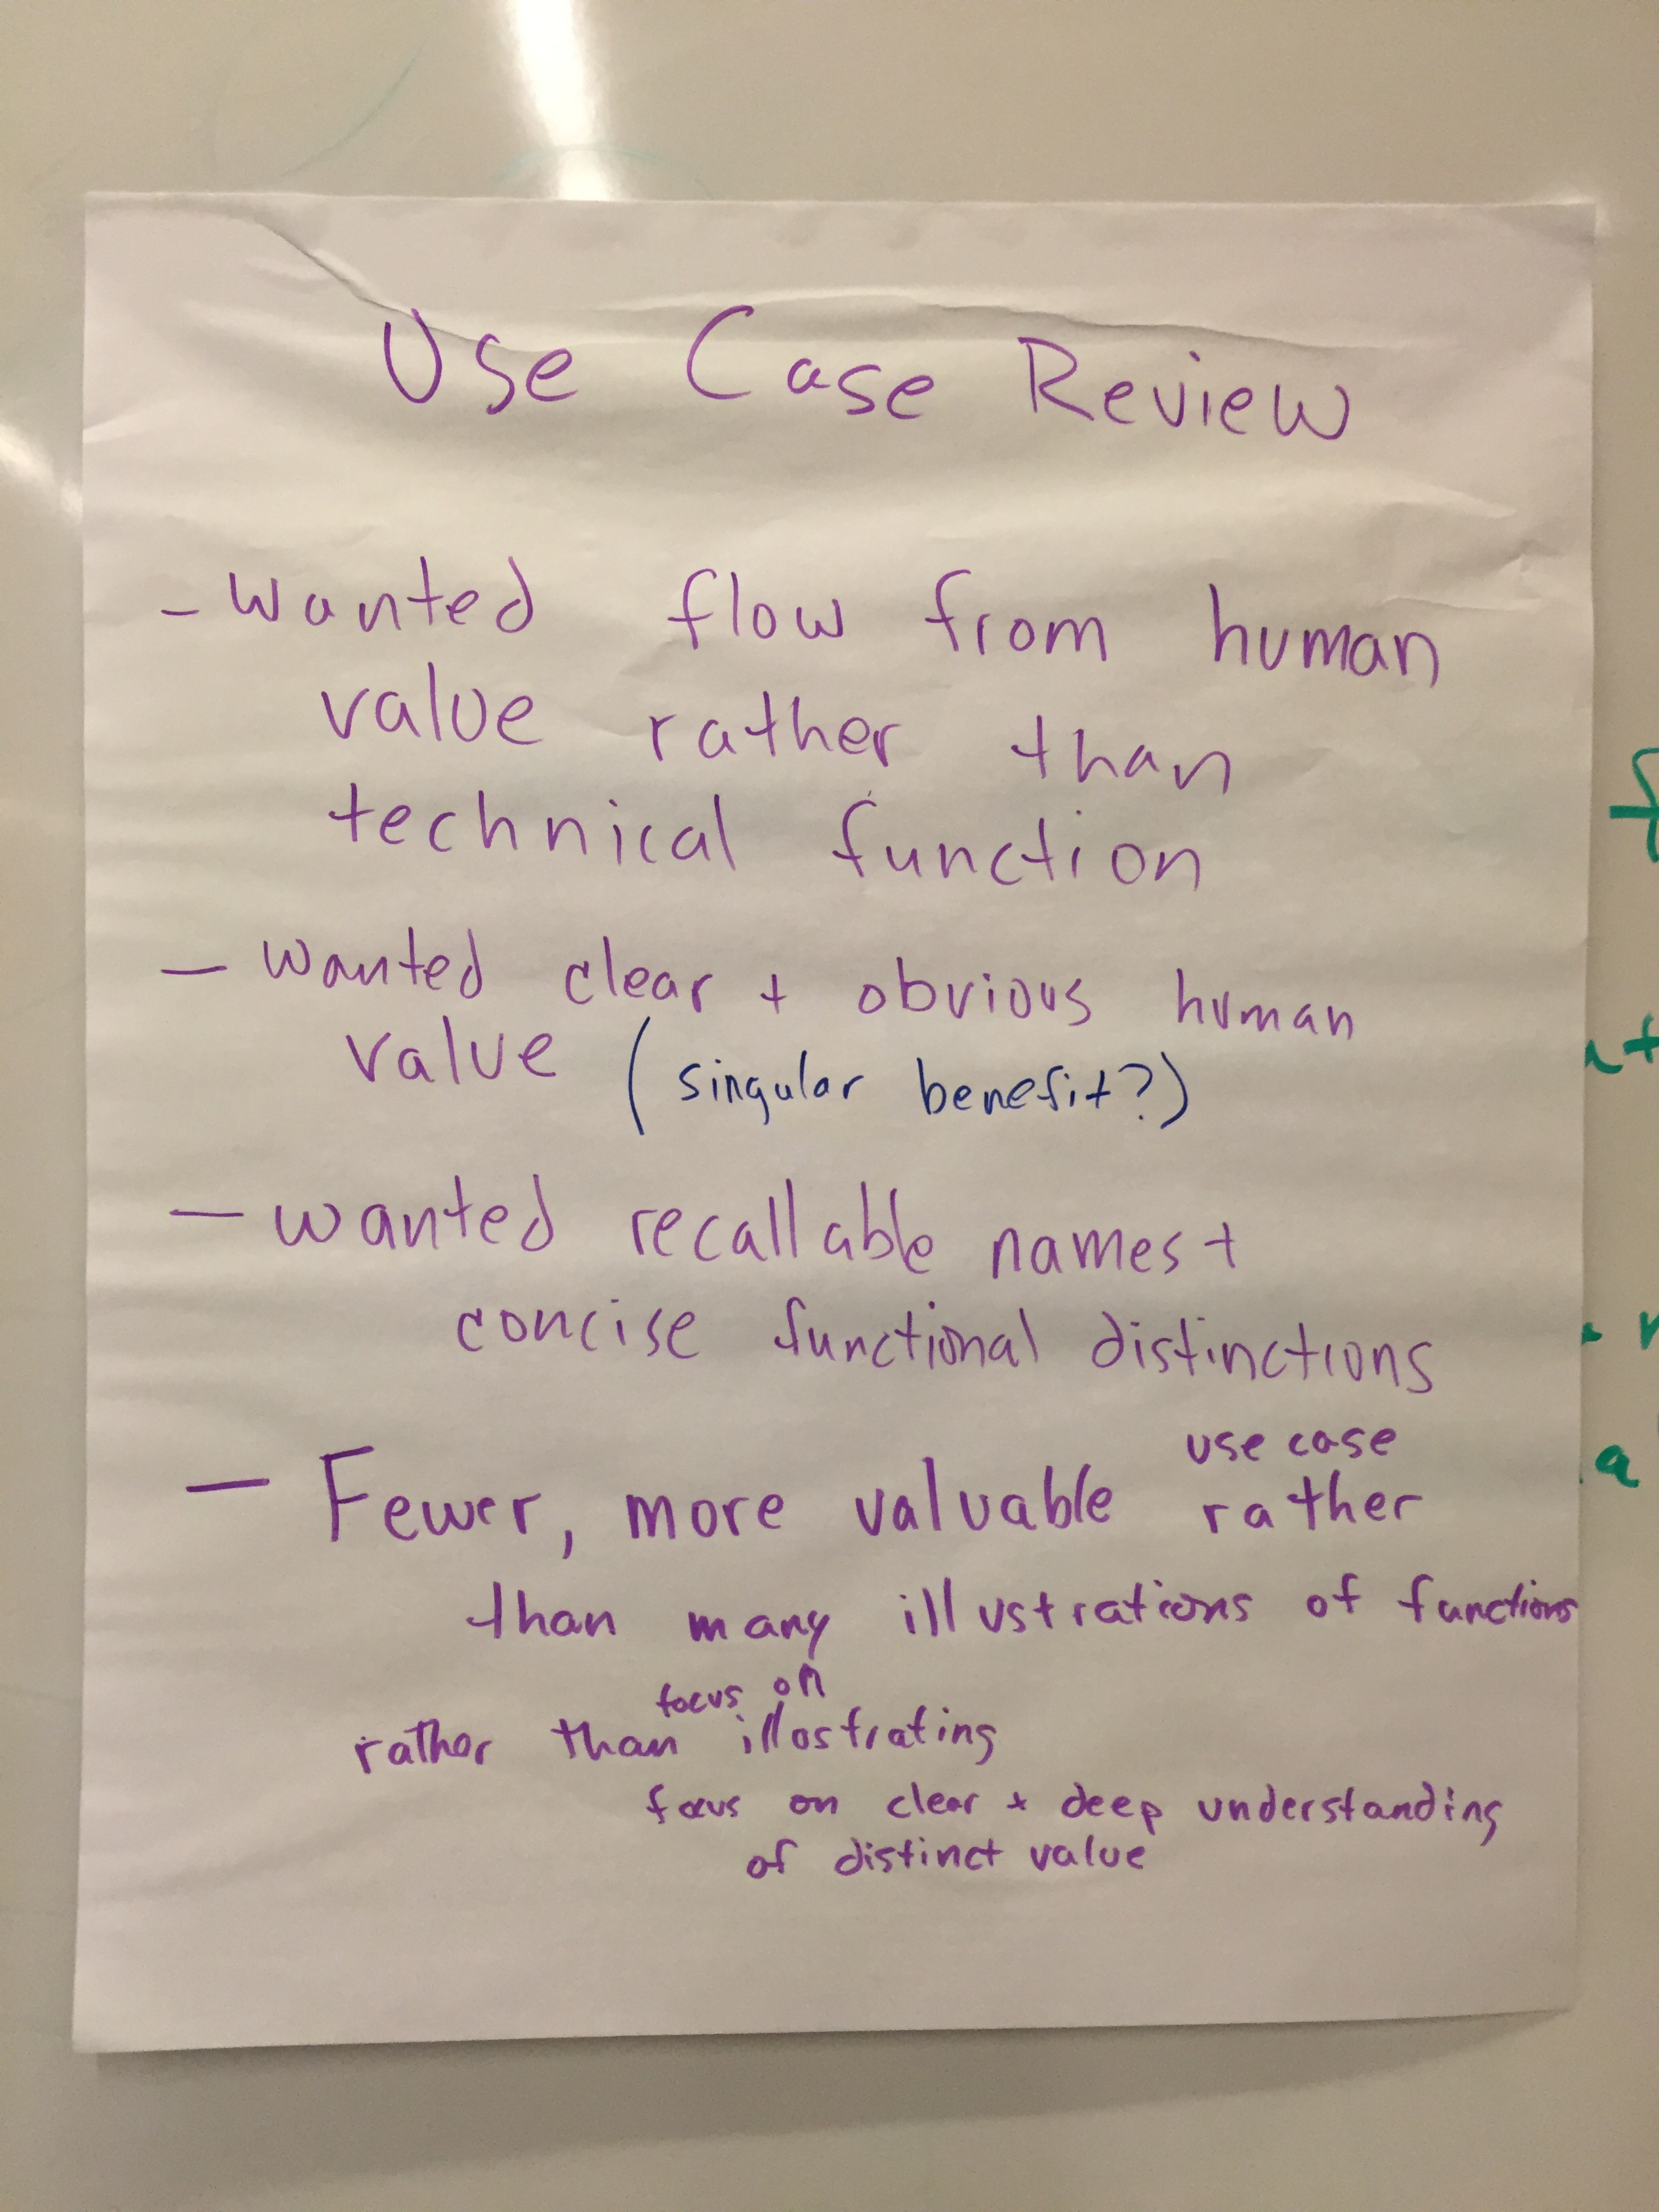 Use Case Review
- wanted flow from human
value rather than
technical function
- wanted clear + obvious human
value (singular benefit?)
- wanted recallable names +
concise functional distinctions
use case
- Fewer, more valuable rather
than many illustrations of functions
focus on
rather than illustrating
focus on clear + deep understanding
of distinct value